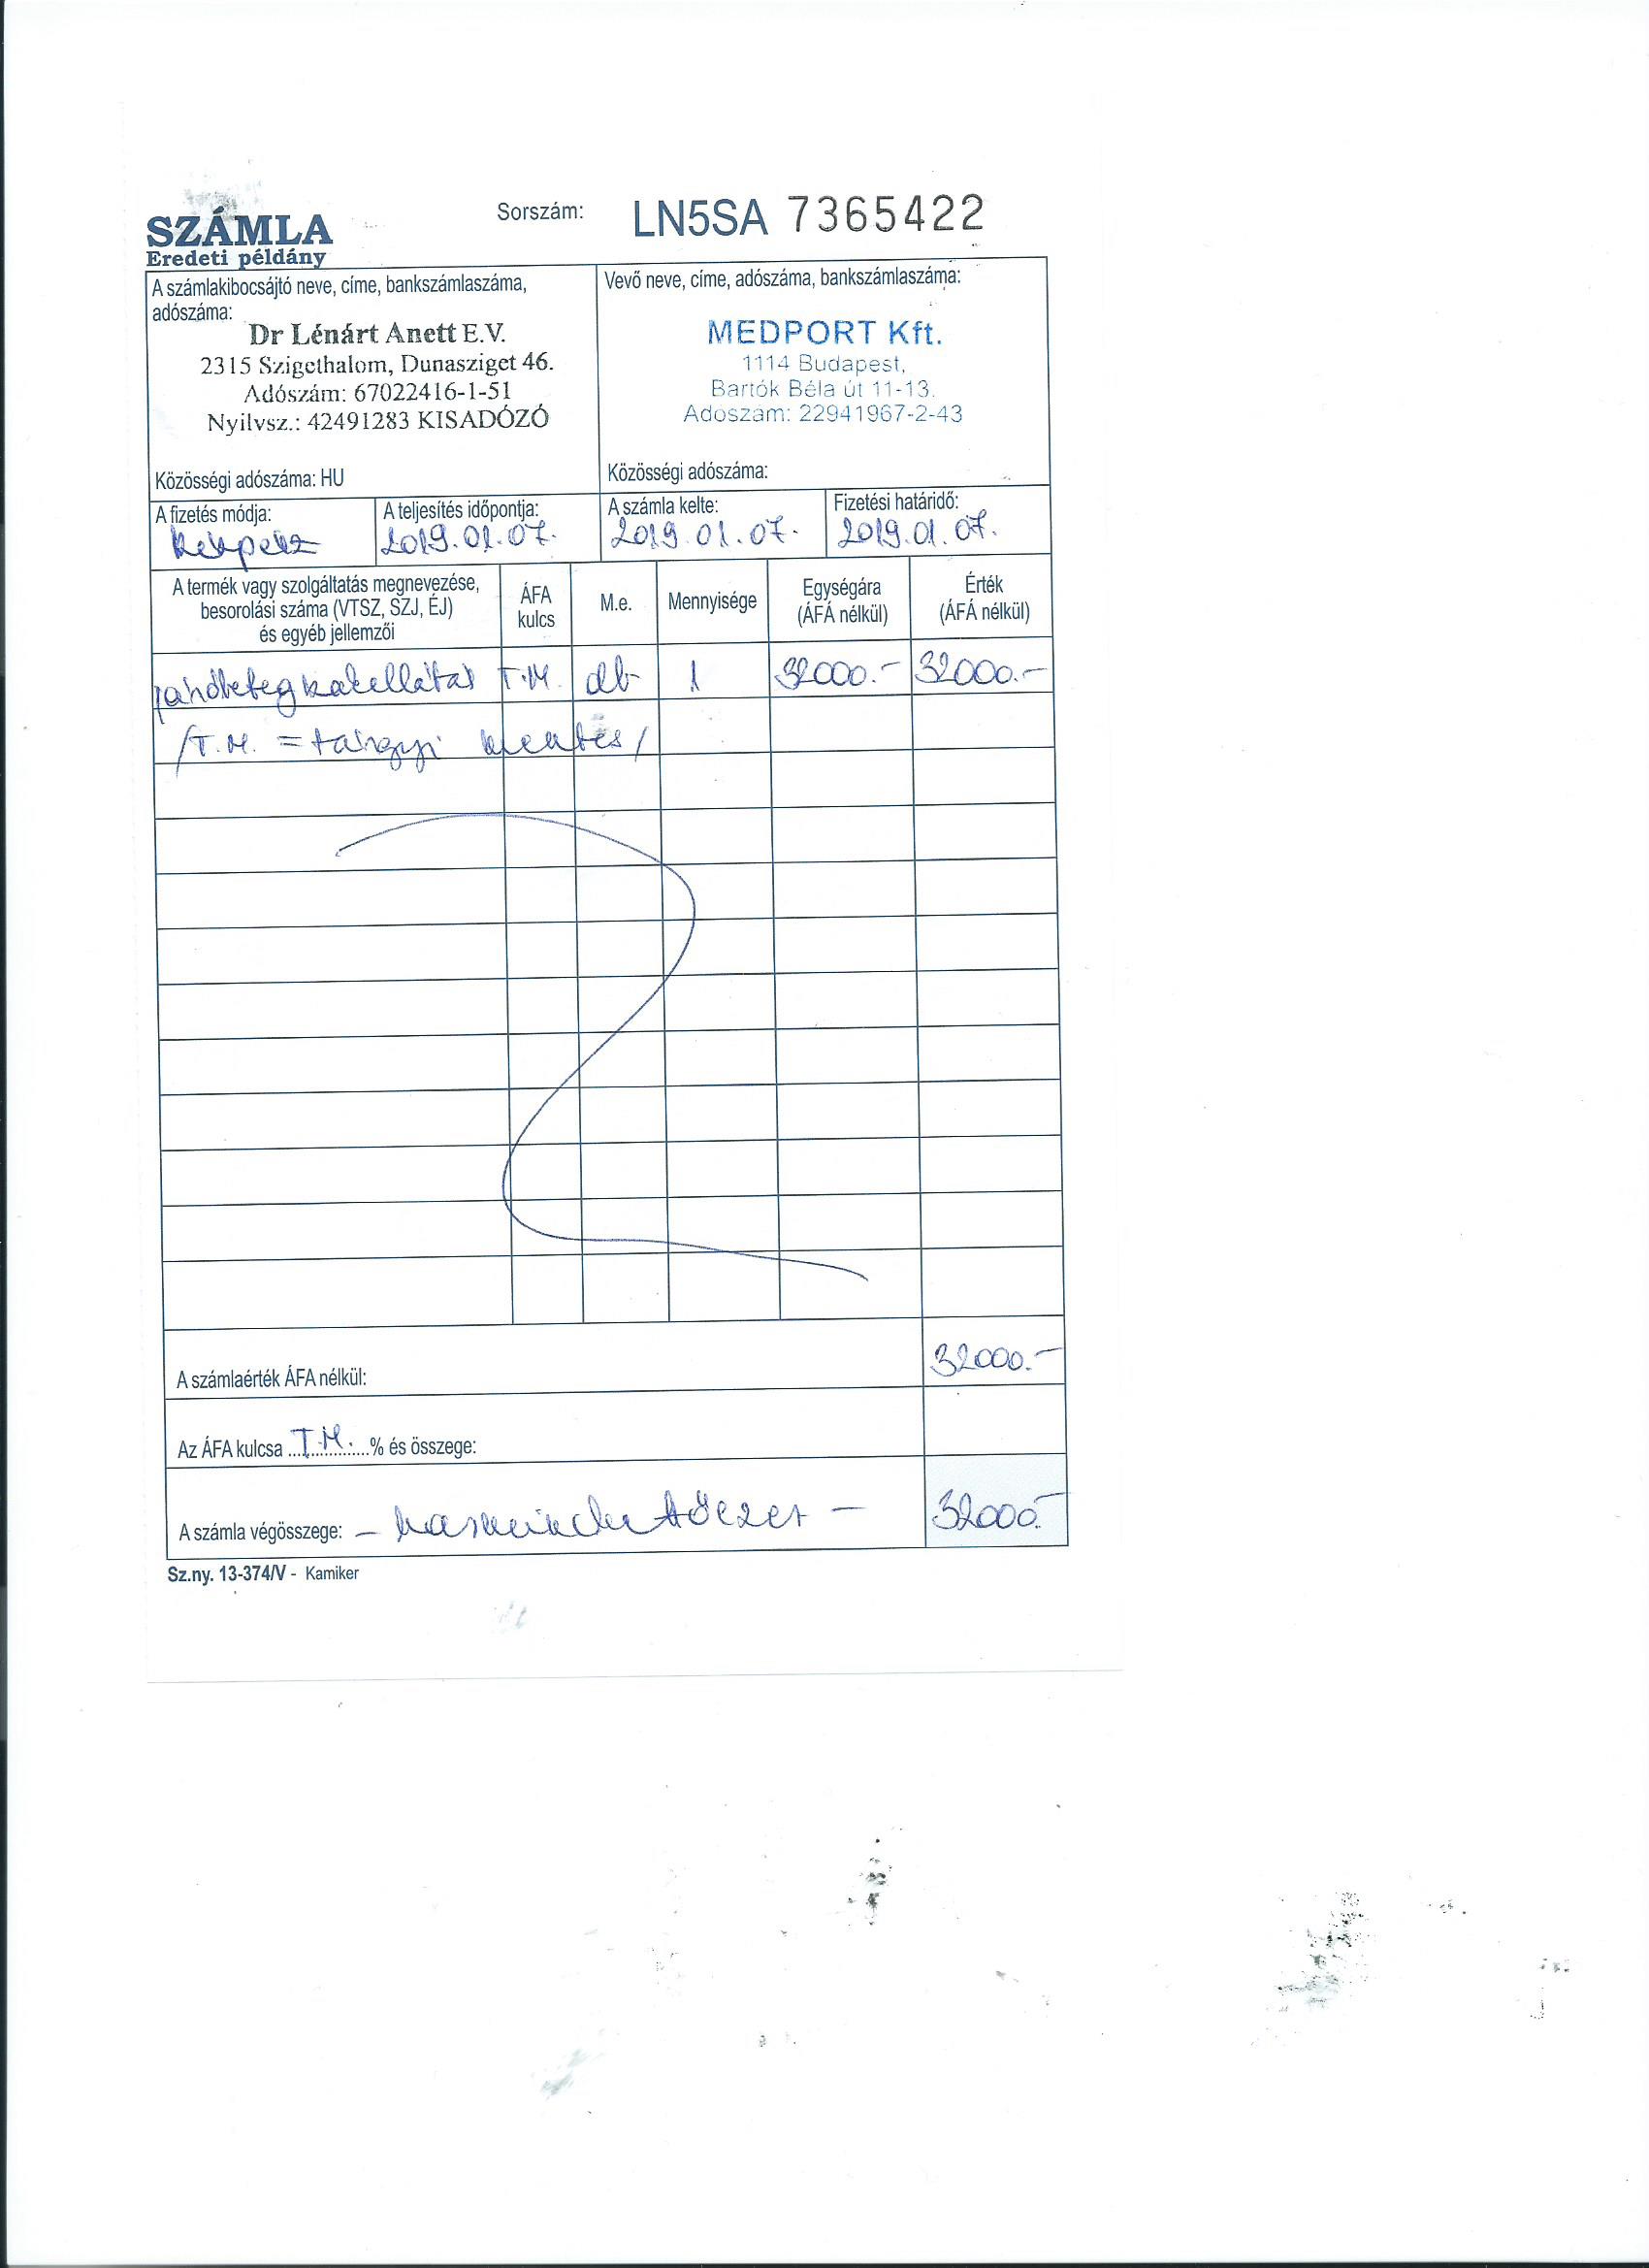 SZÁMLA
Eredeti példány
Sorszám: LN5SA 7365422
A számlakibocsájtó neve, címe, bankszámlaszáma,
adószáma:
Dr Lénárt Anett E.V.
2315 Szigethalom, Dunasziget 46.
Adószám: 67022416-1-51
Nyilvsz.: 42491283 KISADÓZÓ
Közösségi adószáma: HU
Vevő neve, címe, adószáma, bankszámlaszáma:
MEDPORT Kft.
1114 Budapest,
Bartók Béla út 11-13.
Adószám: 22941967-2-43
Közösségi adószáma:
A fizetés módja:
készpénz
A teljesítés időpontja:
2019.01.07.
A számla kelte:
2019.01.07.
Fizetési határidő:
2019.01.07.
A termék vagy szolgáltatás megnevezése,
besorolási száma (VTSZ, SZJ, ÉJ)
és egyéb jellemzői
ÁFA
kulcs
M.e.
Mennyisége
Egységára
(ÁFA nélkül)
Érték
(ÁFA nélkül)
járóbetegszakellátás T.M. db 1 32000.- 32000.-
/T.M. = tárgyi mentes/
A számlaérték ÁFA nélkül: 32000.-
Az ÁFA kulcsa ...T.M.......% és összege:
A számla végösszege: - harminckettőezer - 32000.-
Sz.ny. 13-374/V - Kamiker